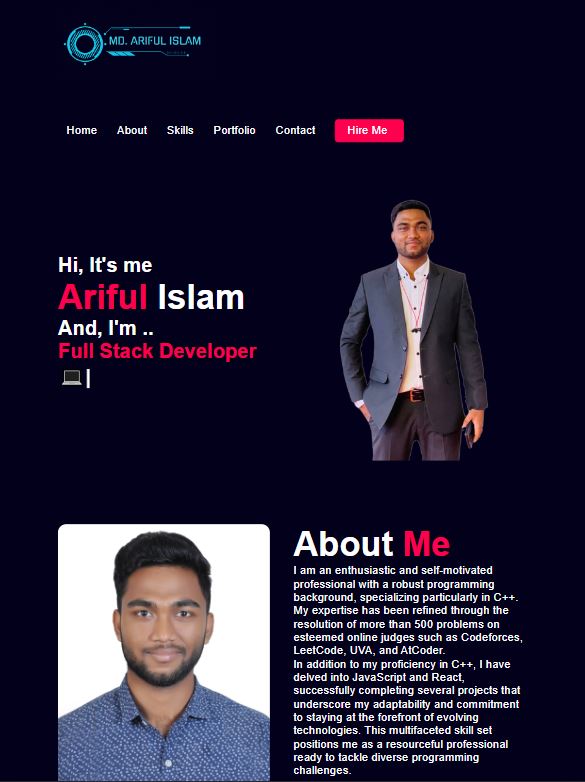 MD. ARIFUL ISLAM
Home About Skills Portfolio Contact Hire Me
Hi, It's me
Ariful Islam
And, I'm ..
Full Stack Developer
About Me
I am an enthusiastic and self-motivated
professional with a robust programming
background, specializing particularly in C++.
My expertise has been refined through the
resolution of more than 500 problems on
esteemed online judges such as Codeforces,
LeetCode, UVA, and AtCoder.
In addition to my proficiency in C++, I have
delved into JavaScript and React,
successfully completing several projects that
underscore my adaptability and commitment
to staying at the forefront of evolving
technologies. This multifaceted skill set
positions me as a resourceful professional
ready to tackle diverse programming
challenges.